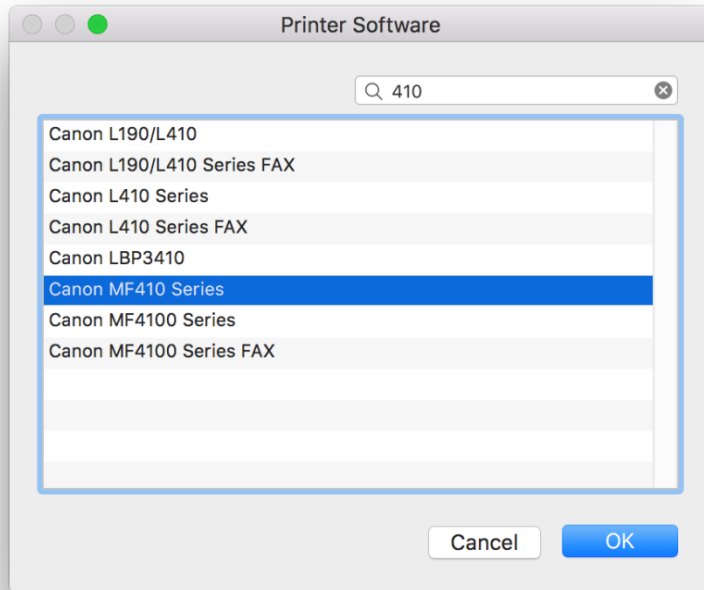 Printer Software
410
Canon L190/L410
Canon L190/L410 Series FAX
Canon L410 Series
Canon L410 Series FAX
Canon LBP3410
Canon MF410 Series
Canon MF4100 Series
Canon MF4100 Series FAX
Cancel OK